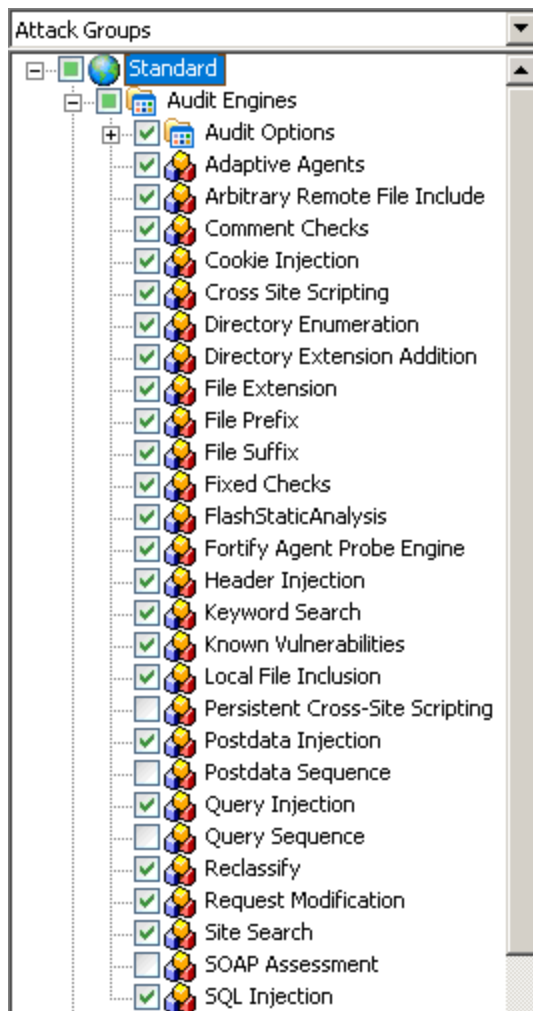 Attack Groups
Standard
Audit Engines
Audit Options
Adaptive Agents
Arbitrary Remote File Include
Comment Checks
Cookie Injection
Cross Site Scripting
Directory Enumeration
Directory Extension Addition
File Extension
File Prefix
File Suffix
Fixed Checks
FlashStaticAnalysis
Fortify Agent Probe Engine
Header Injection
Keyword Search
Known Vulnerabilities
Local File Inclusion
Persistent Cross-Site Scripting
Postdata Injection
Postdata Sequence
Query Injection
Query Sequence
Reclassify
Request Modification
Site Search
SOAP Assessment
SQL Injection